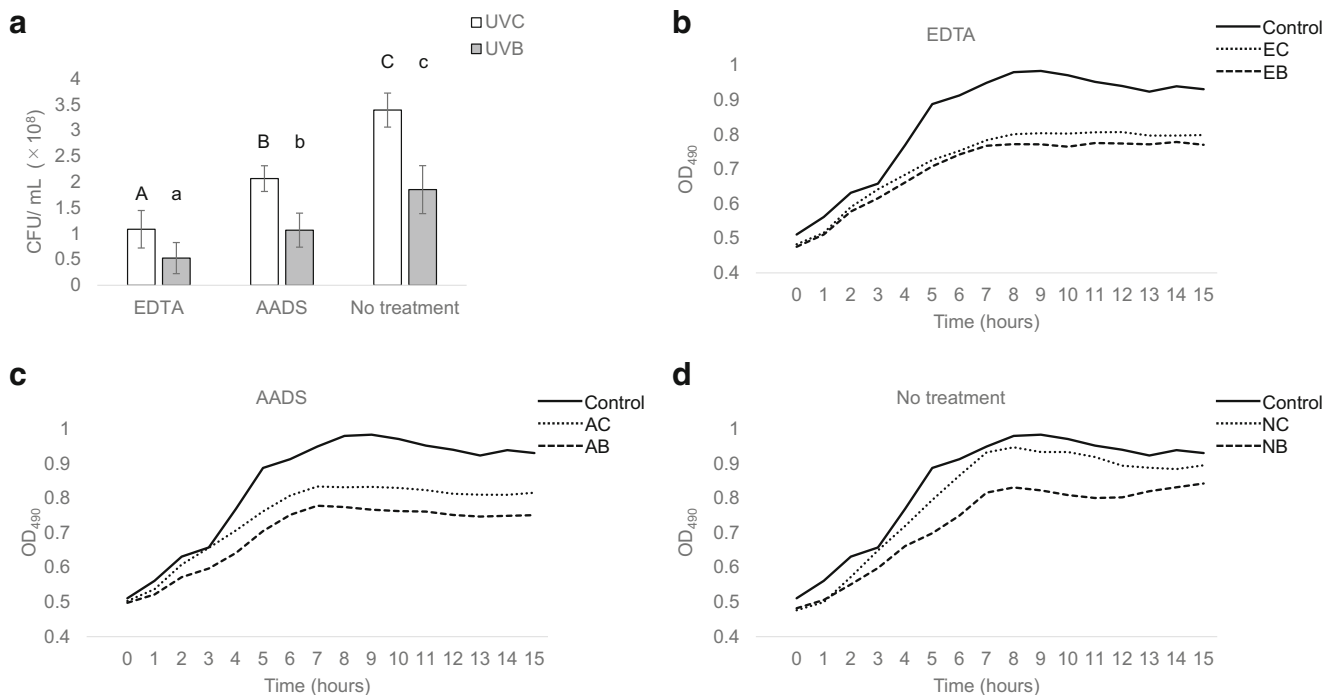 a
UVC
UVB
CFU/ mL (×10⁸)
4
3.5
3
2.5
2
1.5
1
0.5
0
A
a
B
b
C
c
EDTA
AADS
No treatment
b
EDTA
Control
EC
EB
OD₄₉₀
1
0.9
0.8
0.7
0.6
0.5
0.4
0 1 2 3 4 5 6 7 8 9 10 11 12 13 14 15
Time (hours)
c
AADS
Control
AC
AB
OD₄₉₀
1
0.9
0.8
0.7
0.6
0.5
0.4
0 1 2 3 4 5 6 7 8 9 10 11 12 13 14 15
Time (hours)
d
No treatment
Control
NC
NB
OD₄₉₀
1
0.9
0.8
0.7
0.6
0.5
0.4
0 1 2 3 4 5 6 7 8 9 10 11 12 13 14 15
Time (hours)